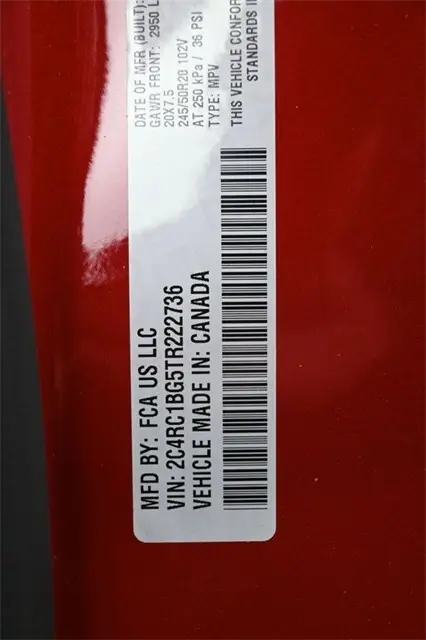 MFD BY: FCA US LLC
VIN: 2C4RC1BG5TR222736
VEHICLE MADE IN: CANADA
DATE OF MFR (BUILT):
GAWR FRONT: 2950 L
20X7.5
245/50R20 102V
AT 250 kPa / 36 PSI
TYPE: MPV
THIS VEHICLE CONFOR
STANDARDS I